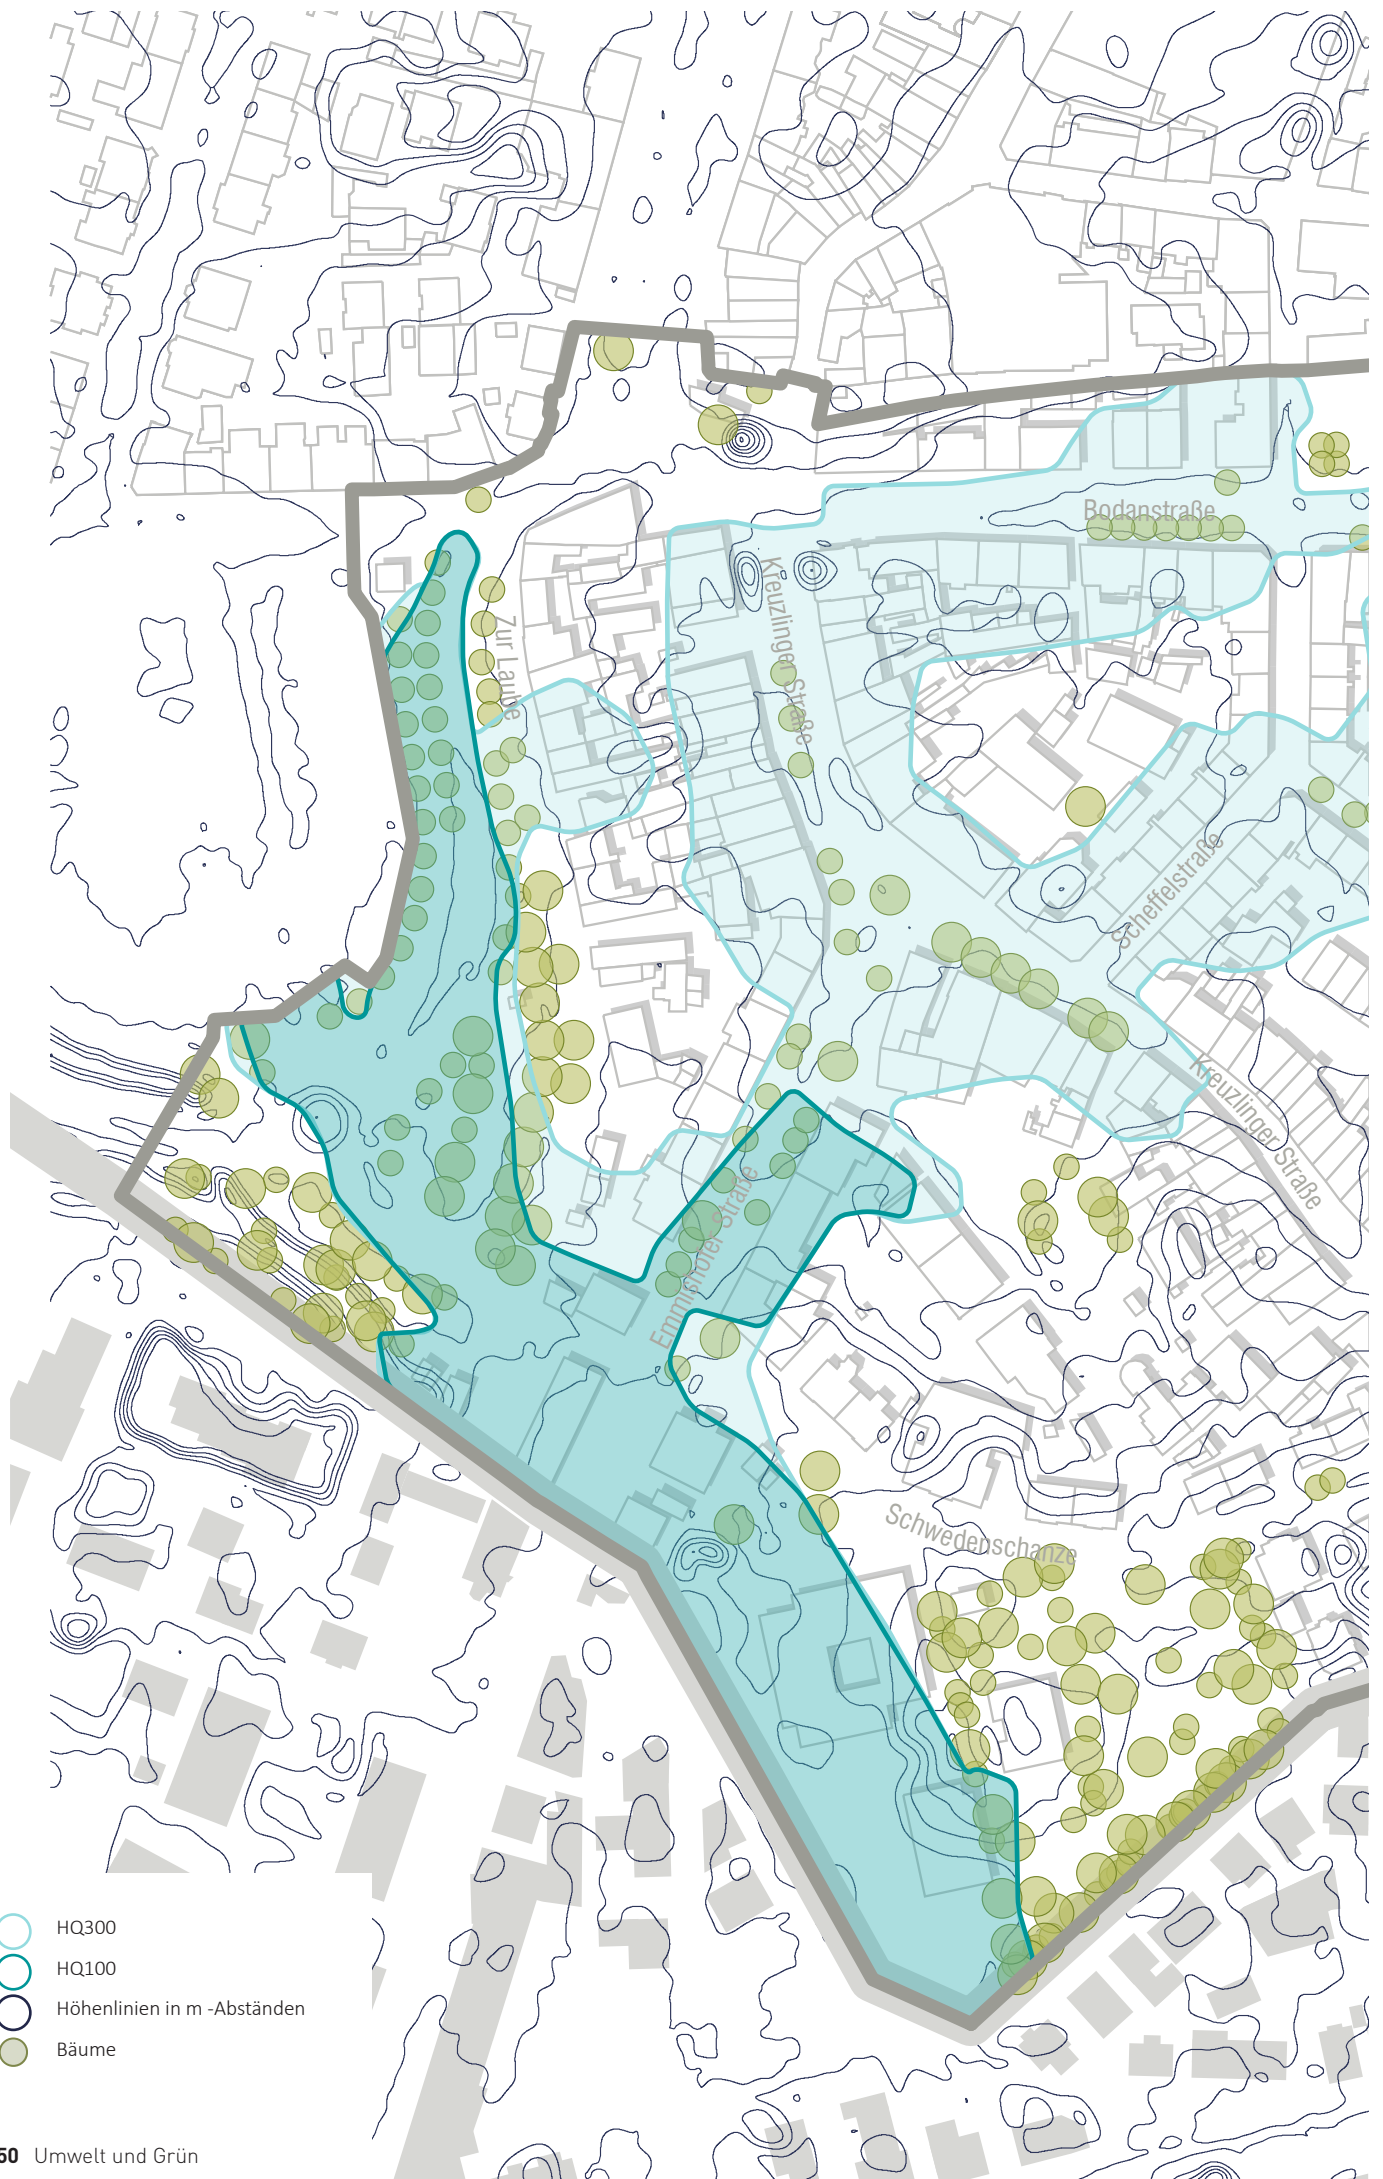 Bodanstraße
Kreuzlinger Straße
Zur Laube
Scheffelstraße
Kreuzlinger Straße
Emmishofer Straße
Schwedenschanze
HQ300
HQ100
Höhenlinien in m -Abständen
Bäume
50 Umwelt und Grün